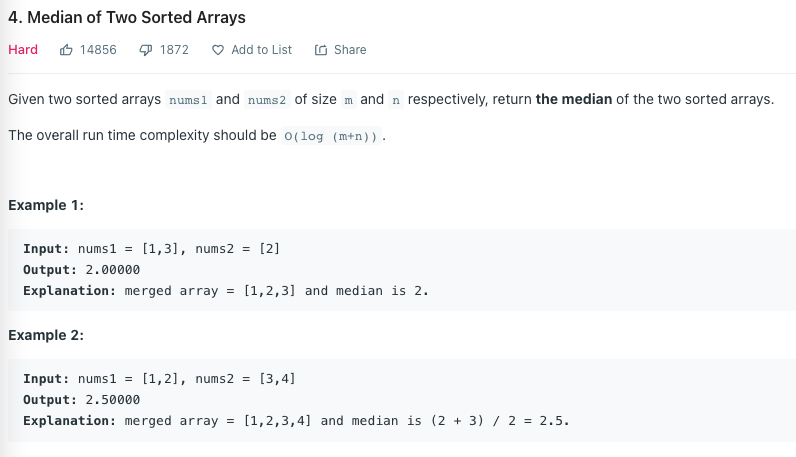 4. Median of Two Sorted Arrays
Hard 14856 1872 Add to List Share
Given two sorted arrays nums1 and nums2 of size m and n respectively, return the median of the two sorted arrays.
The overall run time complexity should be O(log (m+n)).
Example 1:
Input: nums1 = [1,3], nums2 = [2]
Output: 2.00000
Explanation: merged array = [1,2,3] and median is 2.
Example 2:
Input: nums1 = [1,2], nums2 = [3,4]
Output: 2.50000
Explanation: merged array = [1,2,3,4] and median is (2 + 3) / 2 = 2.5.